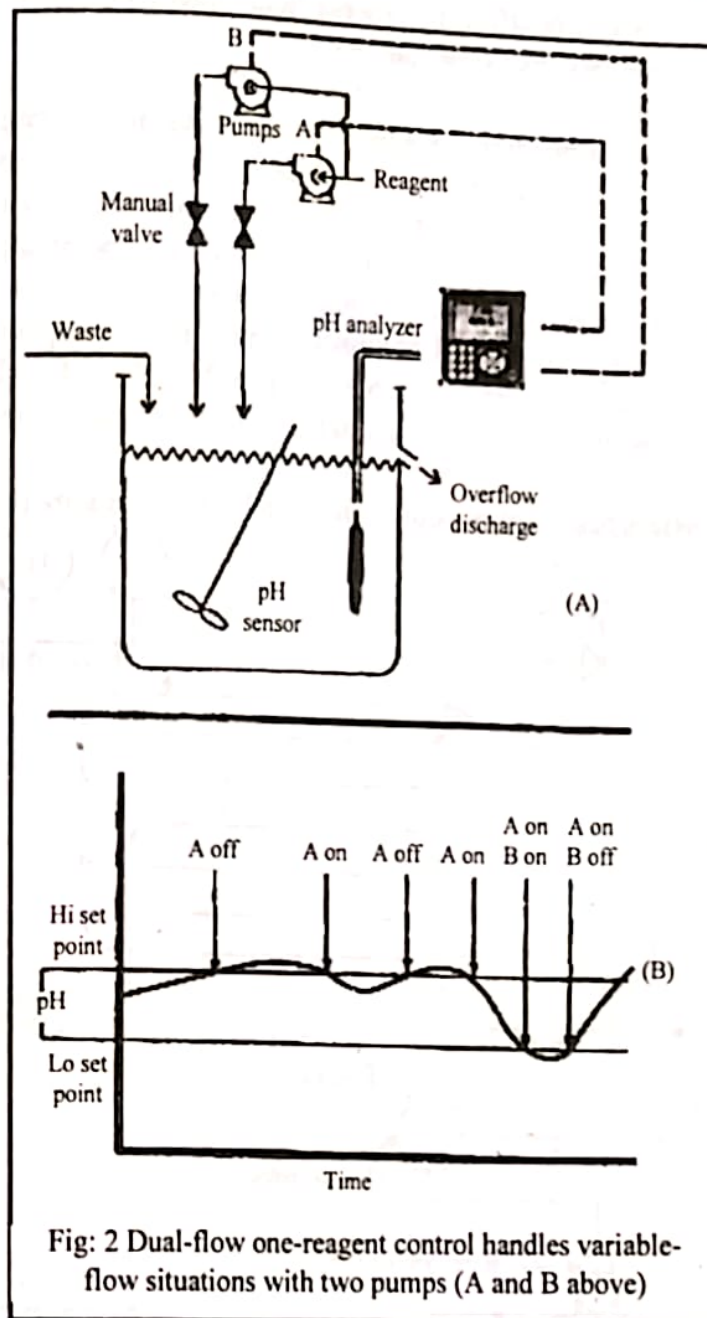 B
Pumps A
Reagent
Manual
valve
pH analyzer
Waste
Overflow
discharge
pH
sensor
(A)
A off
A on
A off
A on
A on
B on
A on
B off
Hi set
point
(B)
pH
Lo set
point
Time
Fig: 2 Dual-flow one-reagent control handles variable-
flow situations with two pumps (A and B above)